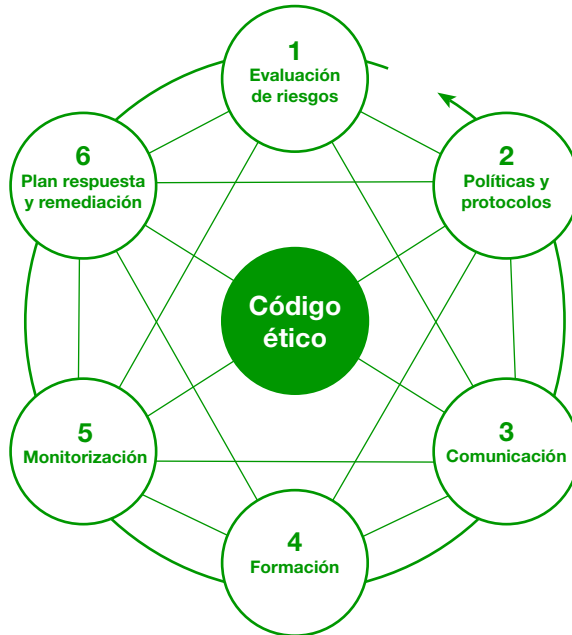 1
Evaluación
de riesgos
2
Políticas y
protocolos
3
Comunicación
4
Formación
5
Monitorización
6
Plan respuesta
y remediación
Código
ético